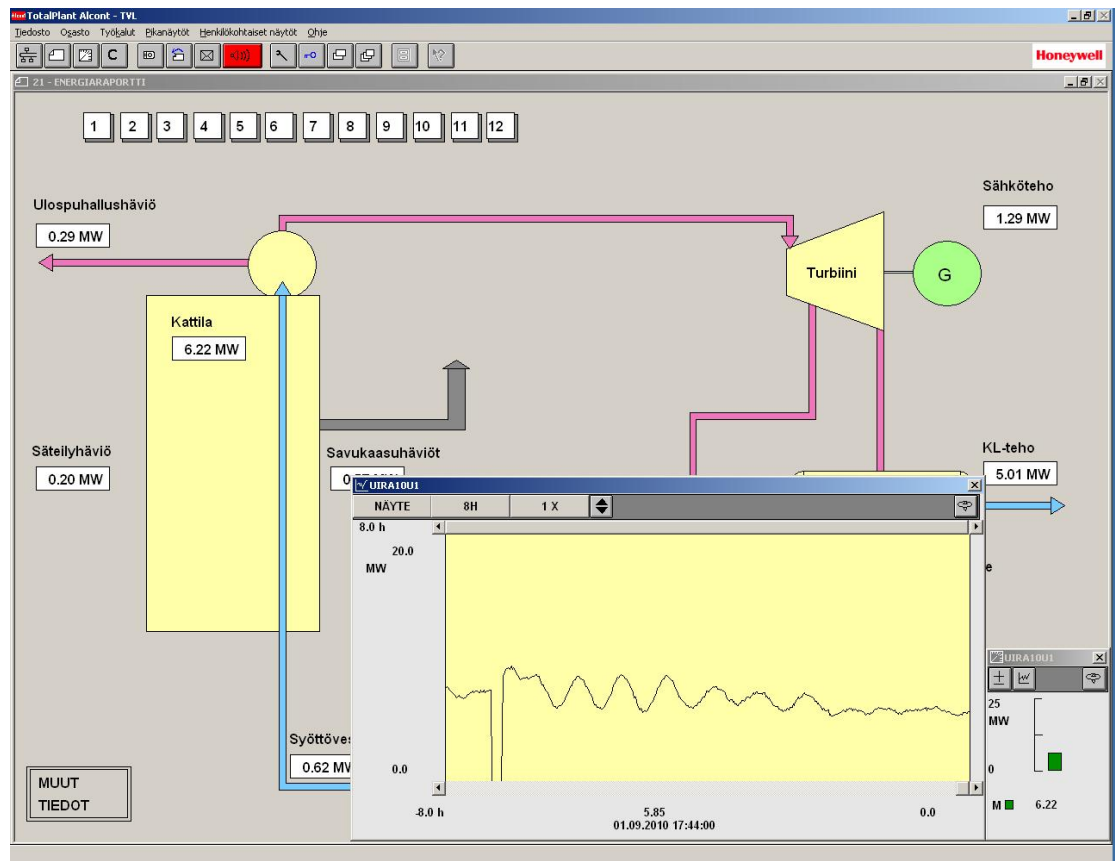 TotalPlant Alcont - TVL
Tiedosto Osasto Työkalut Pikanäytöt Henkilökohtaiset näytöt Ohje
C
Honeywell
21 - ENERGIARAPORTTI
1 2 3 4 5 6 7 8 9 10 11 12
Sähköteho
1.29 MW
Ulospuhallushäviö
0.29 MW
Turbiini
G
Kattila
6.22 MW
Säteilyhäviö
0.20 MW
Savukaasuhäviöt
KL-teho
5.01 MW
UIRA10U1
NÄYTE 8H 1 X
8.0 h
20.0
MW
0.0
-8.0 h 5.85 0.0
01.09.2010 17:44:00
UIRA10U1
25
MW
0
M 6.22
Syöttöves
0.62 MW
MUUT
TIEDOT